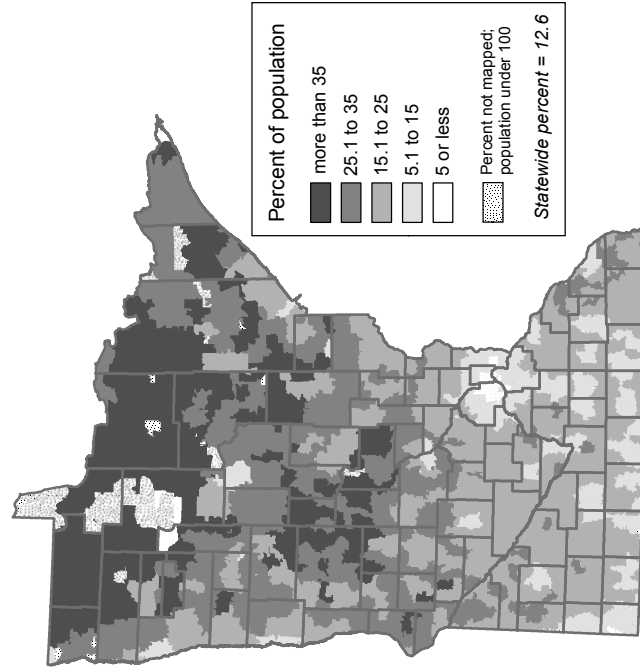 Percent of population
more than 35
25.1 to 35
15.1 to 25
5.1 to 15
5 or less
Percent not mapped;
population under 100
Statewide percent = 12.6